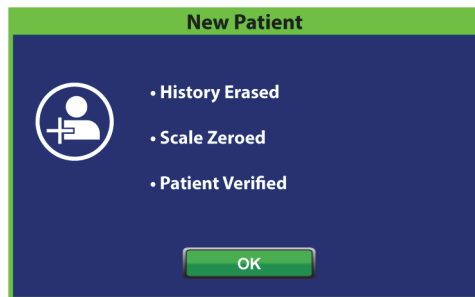 New Patient
• History Erased
• Scale Zeroed
• Patient Verified
OK